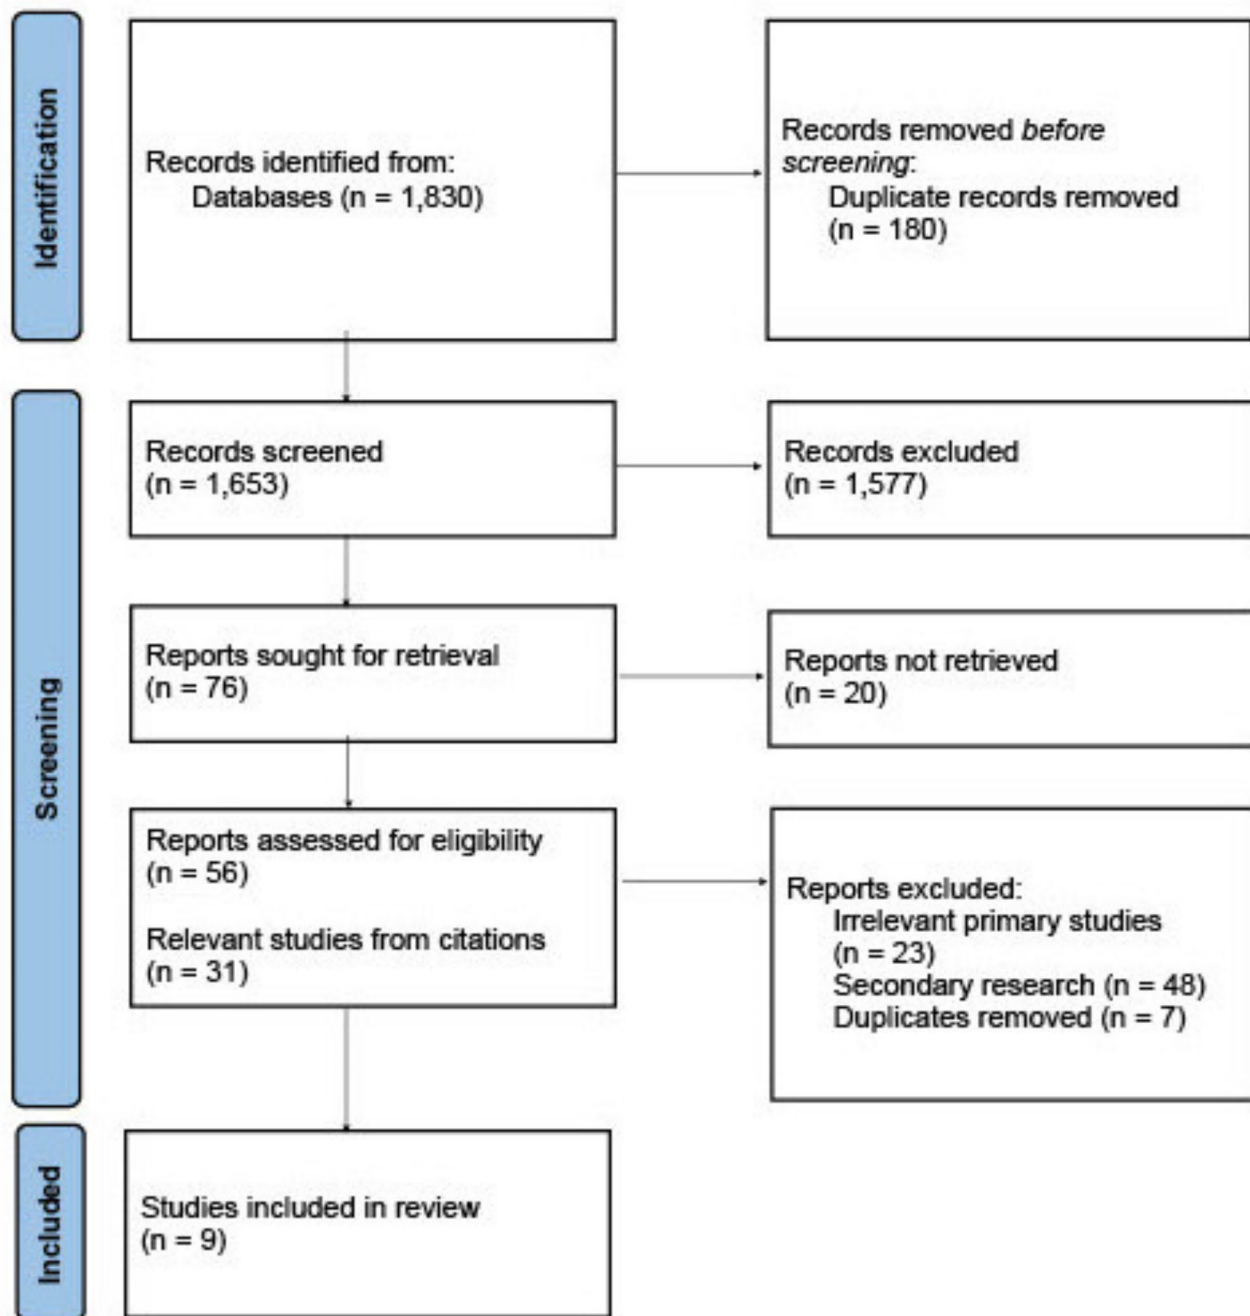 Identification
Records identified from:
Databases (n = 1,830)
Records removed before
screening:
Duplicate records removed
(n = 180)
Screening
Records screened
(n = 1,653)
Records excluded
(n = 1,577)
Reports sought for retrieval
(n = 76)
Reports not retrieved
(n = 20)
Reports assessed for eligibility
(n = 56)
Relevant studies from citations
(n = 31)
Reports excluded:
Irrelevant primary studies
(n = 23)
Secondary research (n = 48)
Duplicates removed (n = 7)
Included
Studies included in review
(n = 9)